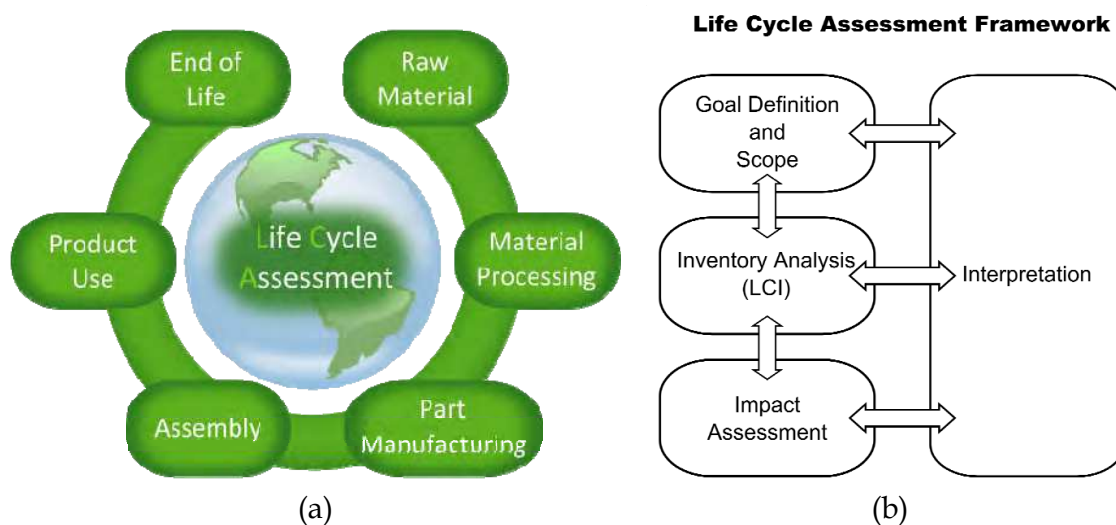 End of
Life
Raw
Material
Product
Use
Life Cycle
Assessment
Material
Processing
Assembly
Part
Manufacturing
(a)
Life Cycle Assessment Framework
Goal Definition
and
Scope
Inventory Analysis
(LCI)
Interpretation
Impact
Assessment
(b)